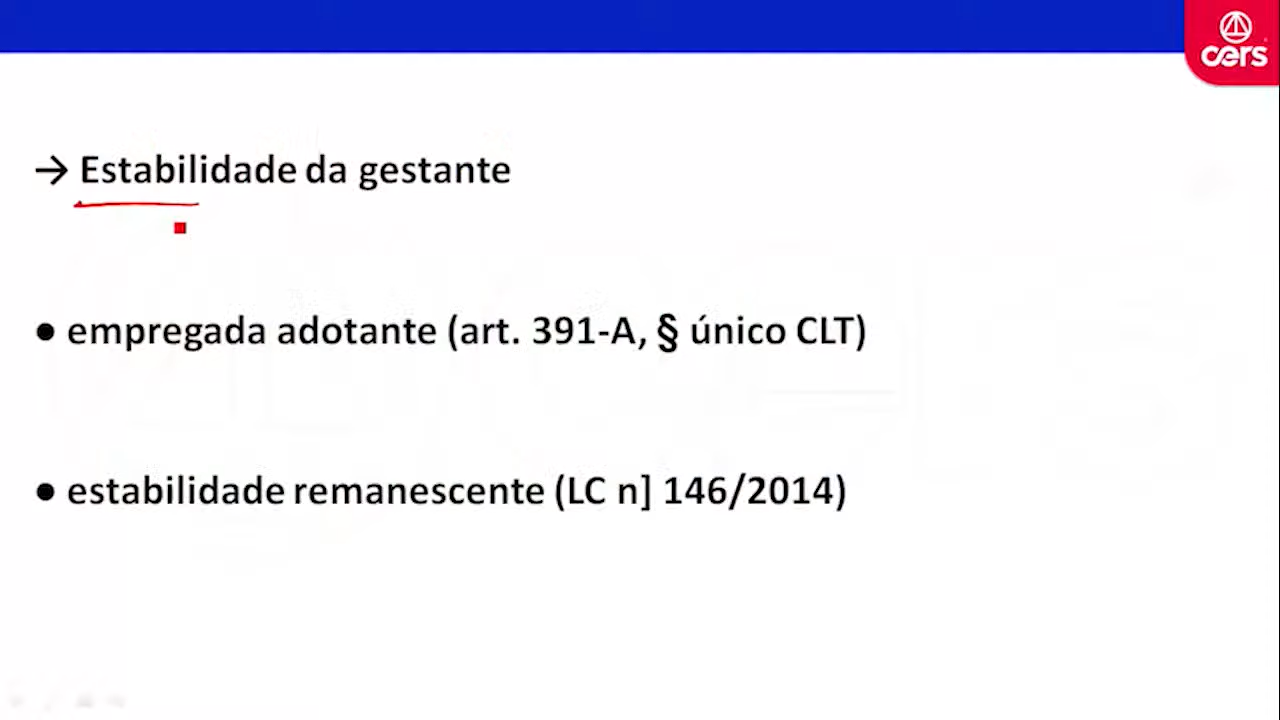 cers
→ Estabilidade da gestante
● empregada adotante (art. 391-A, § único CLT)
● estabilidade remanescente (LC n] 146/2014)